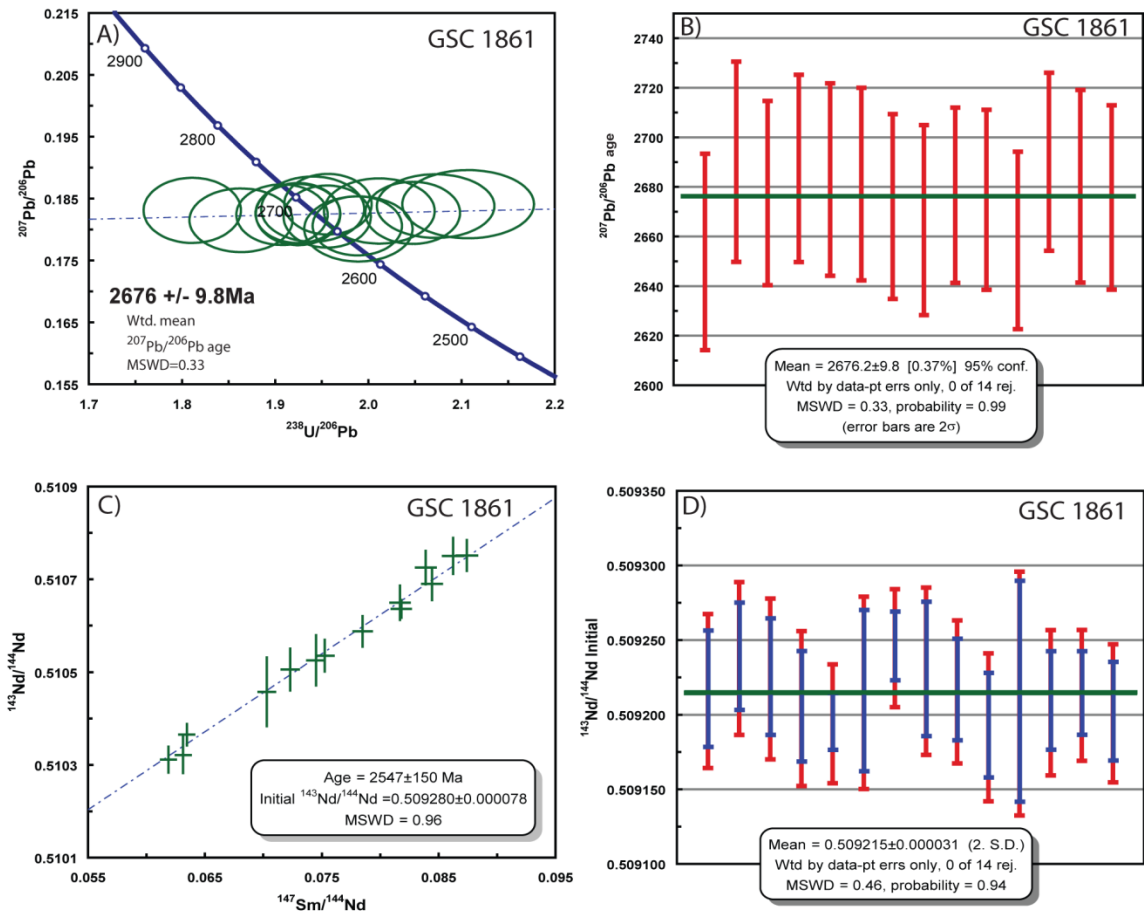 A)
GSC 1861
0.215
0.205
0.195
0.185
0.175
0.165
0.155
²⁰⁷Pb/²⁰⁶Pb
2900
2800
2700
2600
2500
2676 +/- 9.8Ma
Wtd. mean
²⁰⁷Pb/²⁰⁶Pb age
MSWD=0.33
1.7 1.8 1.9 2.0 2.1 2.2
²³⁸U/²⁰⁶Pb
B)
GSC 1861
2740
2720
2700
2680
2660
2640
2620
2600
²⁰⁷Pb/²⁰⁶Pb age
Mean = 2676.2±9.8 [0.37%] 95% conf.
Wtd by data-pt errs only, 0 of 14 rej.
MSWD = 0.33, probability = 0.99
(error bars are 2σ)
C)
GSC 1861
0.5109
0.5107
0.5105
0.5103
0.5101
¹⁴³Nd/¹⁴⁴Nd
Age = 2547±150 Ma
Initial ¹⁴³Nd/¹⁴⁴Nd =0.509280±0.000078
MSWD = 0.96
0.055 0.065 0.075 0.085 0.095
¹⁴⁷Sm/¹⁴⁴Nd
D)
GSC 1861
0.509350
0.509300
0.509250
0.509200
0.509150
0.509100
¹⁴³Nd/¹⁴⁴Nd Initial
Mean = 0.509215±0.000031 (2. S.D.)
Wtd by data-pt errs only, 0 of 14 rej.
MSWD = 0.46, probability = 0.94